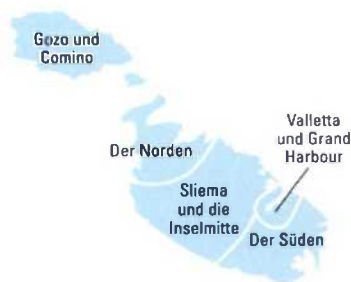 Gozo und
Comino
Valletta
und Grand
Harbour
Der Norden
Sliema
und die
Inselmitte
Der Süden